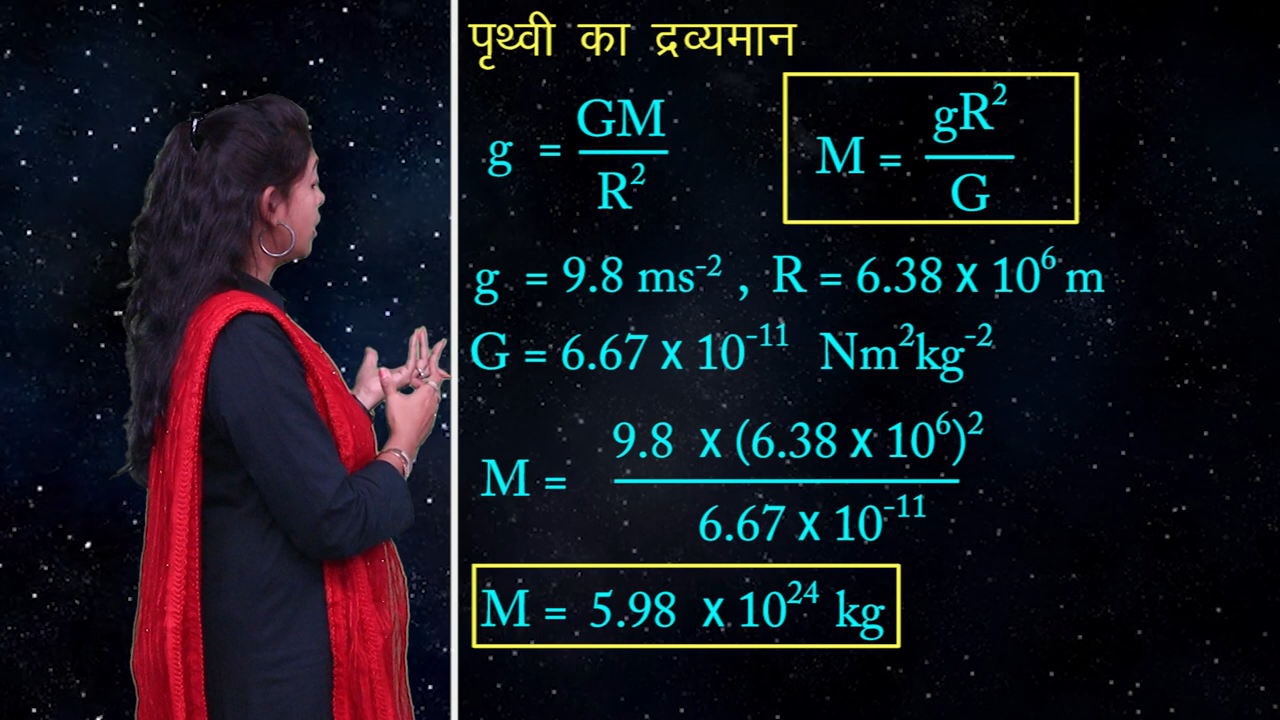 पृथ्वी का द्रव्यमान
g = GM/R² M = gR²/G
g = 9.8 ms⁻² , R = 6.38 x 10⁶ m
G = 6.67 x 10⁻¹¹ Nm²kg⁻²
M = 9.8 x (6.38 x 10⁶)² / 6.67 x 10⁻¹¹
M = 5.98 x 10²⁴ kg